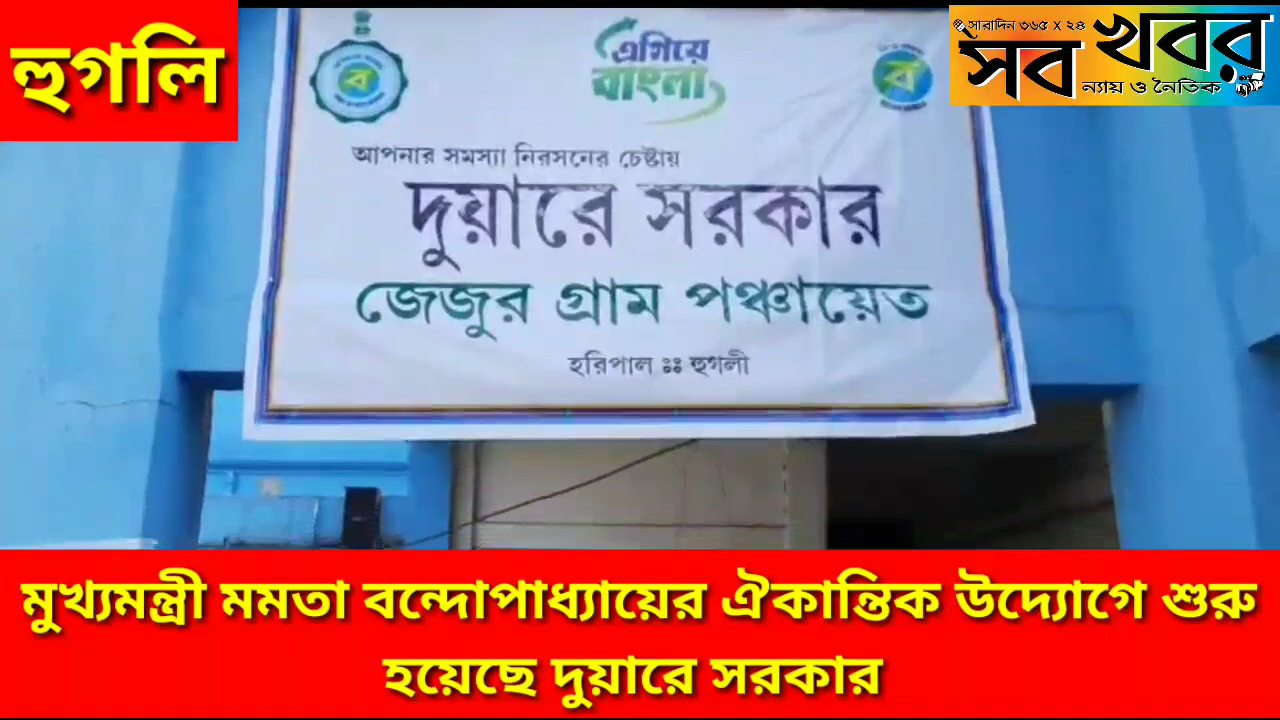 হুগলি
সারাদিন ৩৬৫ X ২৪
সব খবর
ন্যায় ও নৈতিক
এগিয়ে
বাংলা
ব
ব
আপনার সমস্যা নিরসনের চেষ্টায়
দুয়ারে সরকার
জেজুর গ্রাম পঞ্চায়েত
হরিপাল ঃঃ হুগলী
মুখ্যমন্ত্রী মমতা বন্দোপাধ্যায়ের ঐকান্তিক উদ্যোগে শুরু
হয়েছে দুয়ারে সরকার